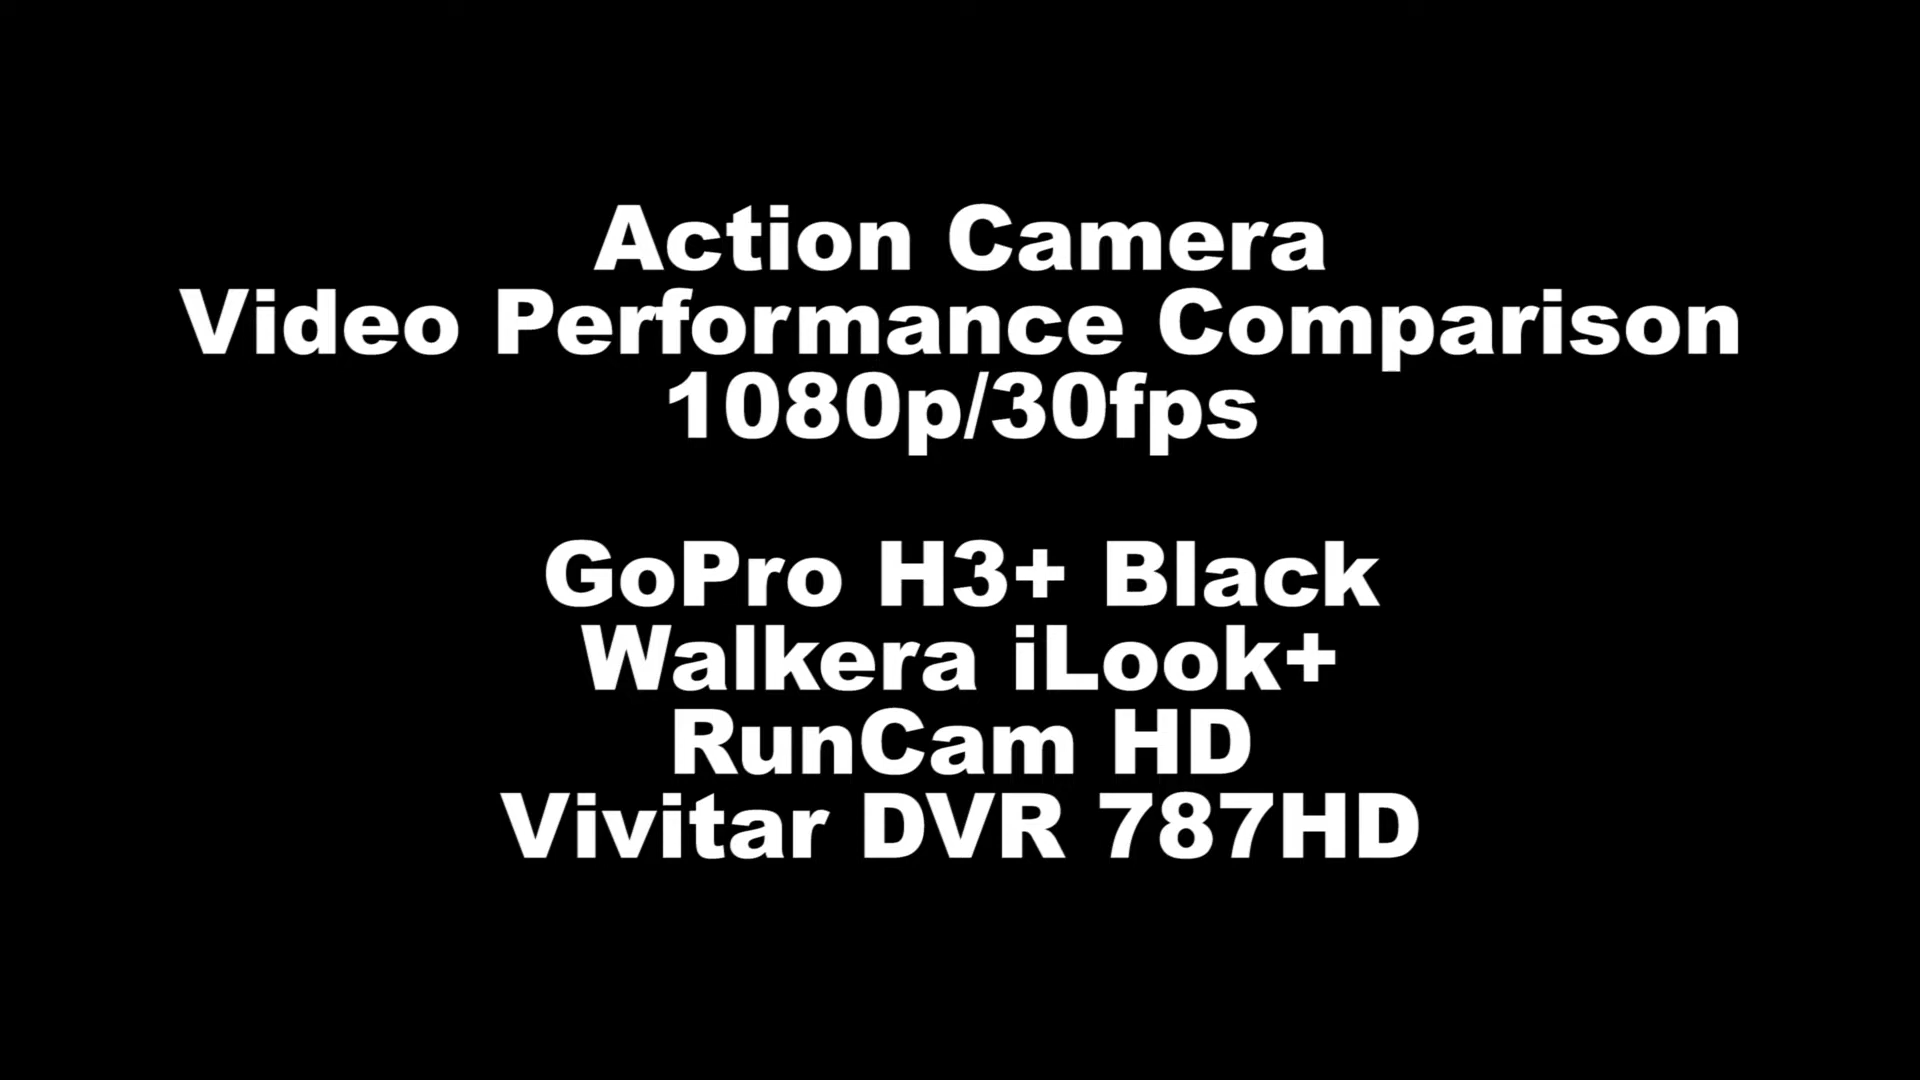 Action Camera
Video Performance Comparison
1080p/30fps
GoPro H3+ Black
Walkera iLook+
RunCam HD
Vivitar DVR 787HD